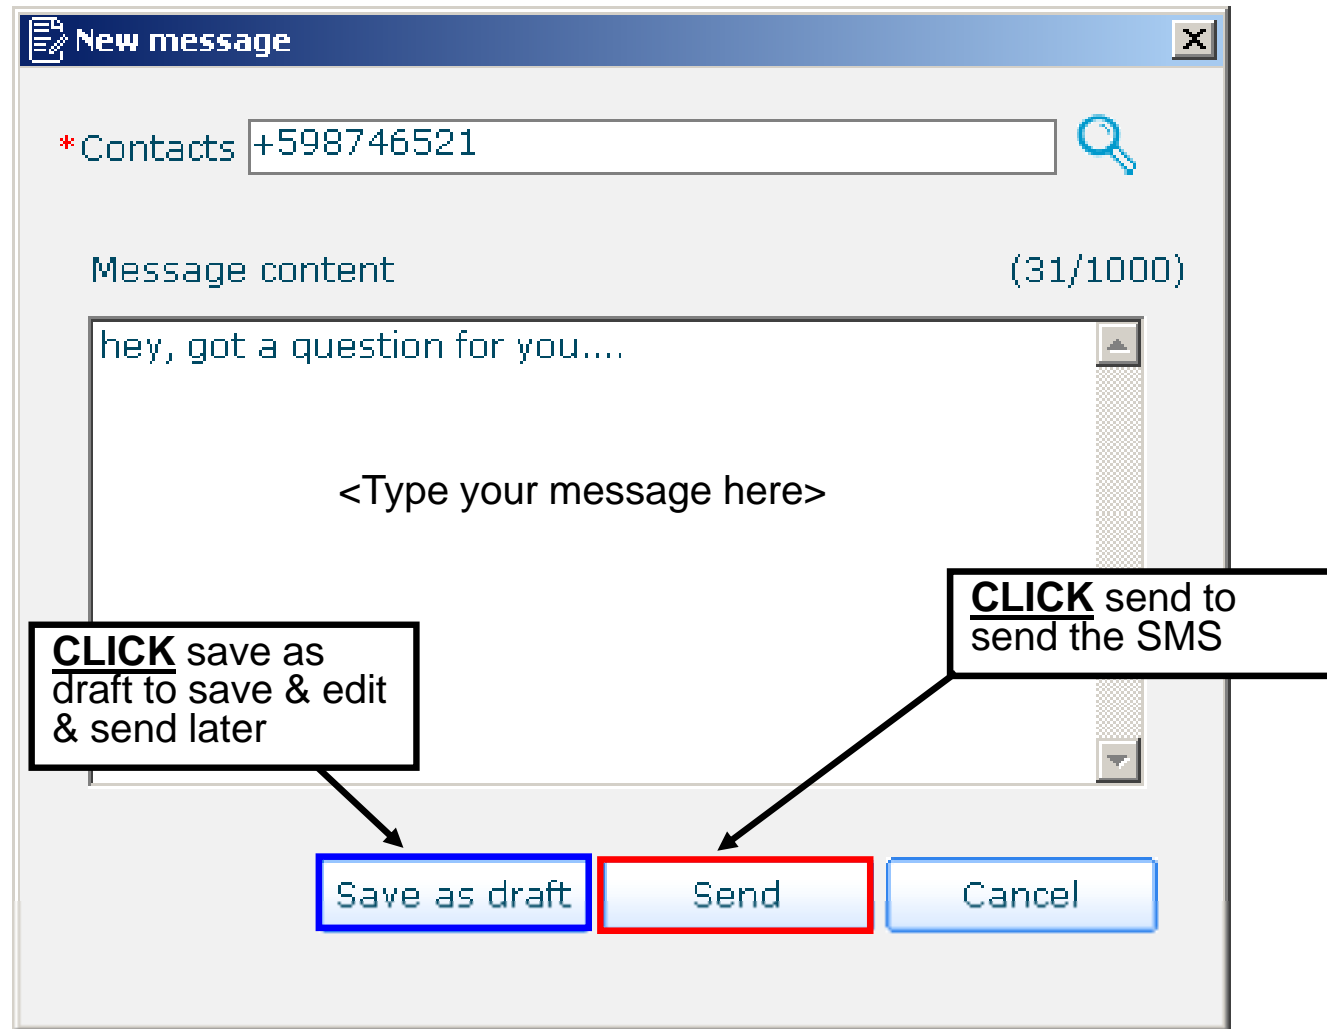 New message
*Contacts +598746521
Message content (31/1000)
hey, got a question for you....
<Type your message here>
CLICK send to
send the SMS
CLICK save as
draft to save & edit
& send later
Save as draft Send Cancel